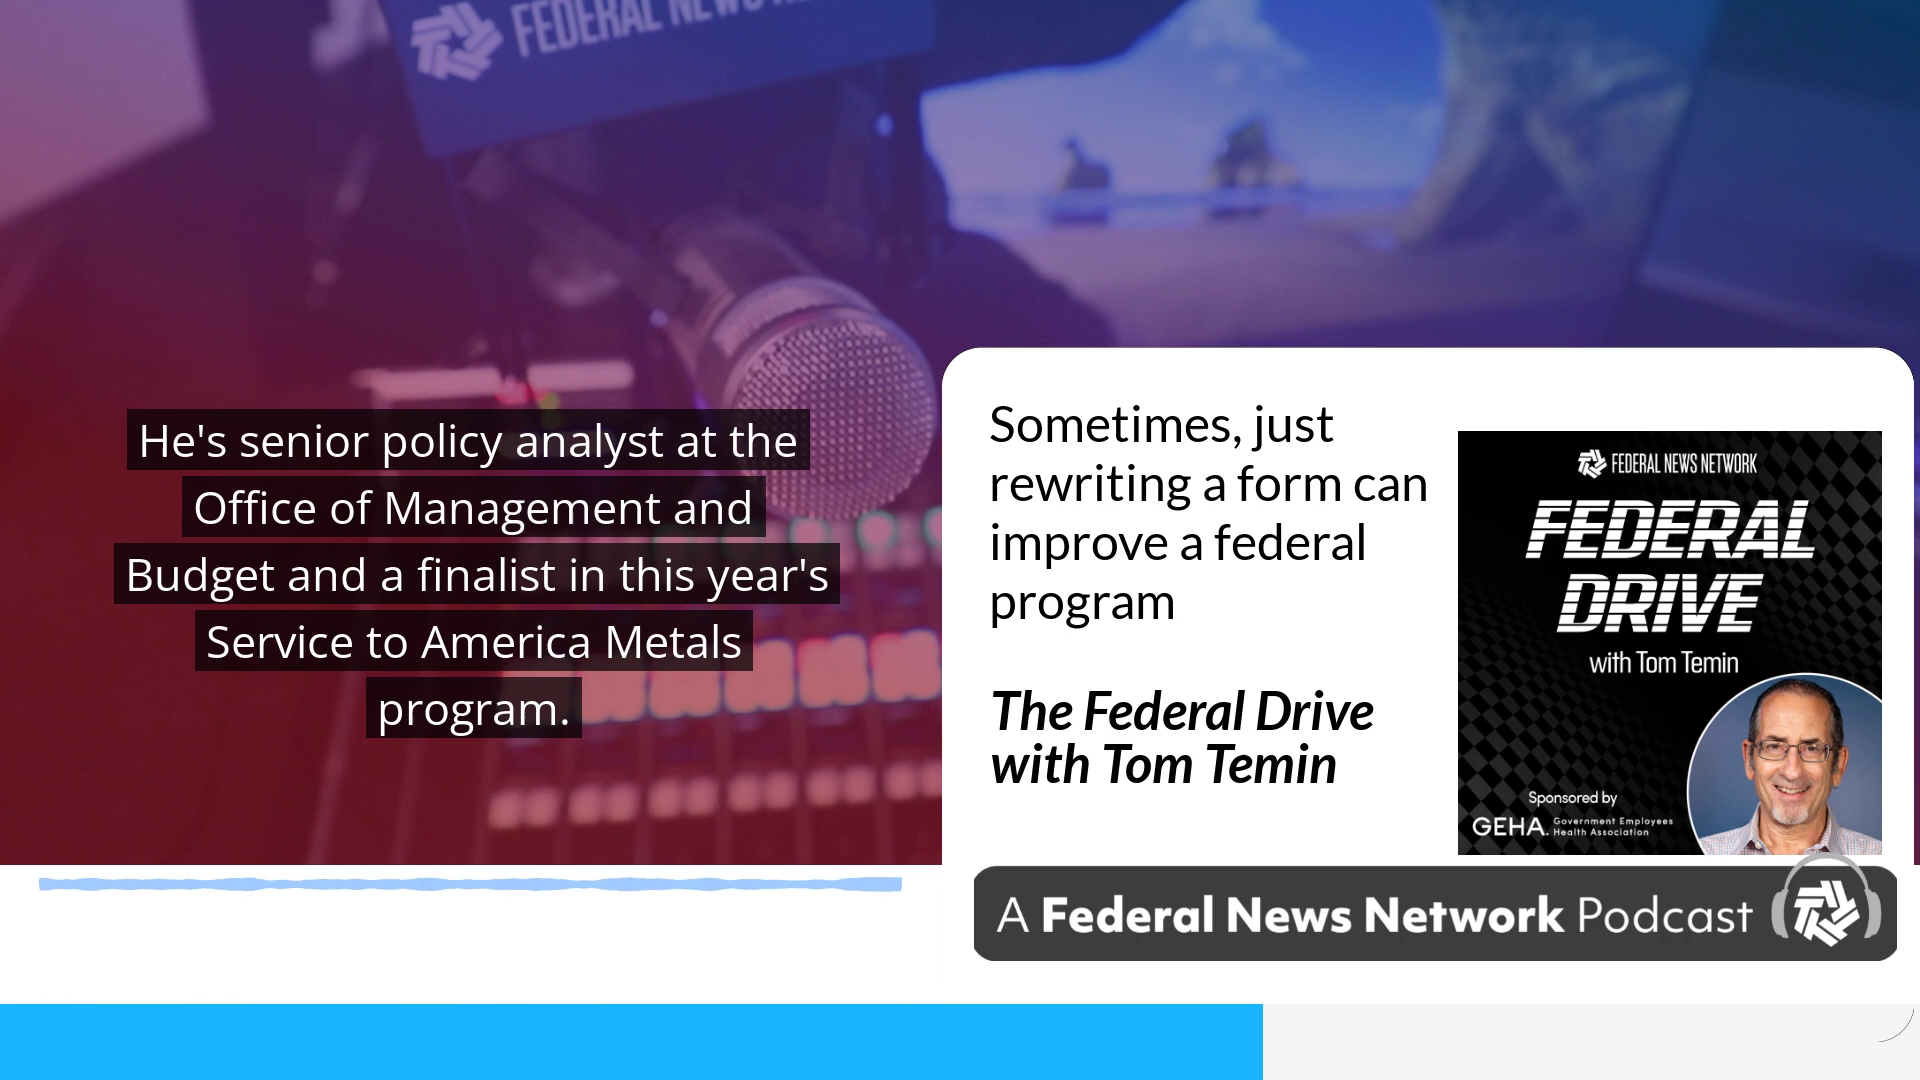 FEDERAL NEWS
He's senior policy analyst at the
Office of Management and
Budget and a finalist in this year's
Service to America Metals
program.
Sometimes, just
rewriting a form can
improve a federal
program
The Federal Drive
with Tom Temin
FEDERAL NEWS NETWORK
FEDERAL
DRIVE
with Tom Temin
Sponsored by
GEHA. Government Employees
Health Association
A Federal News Network Podcast